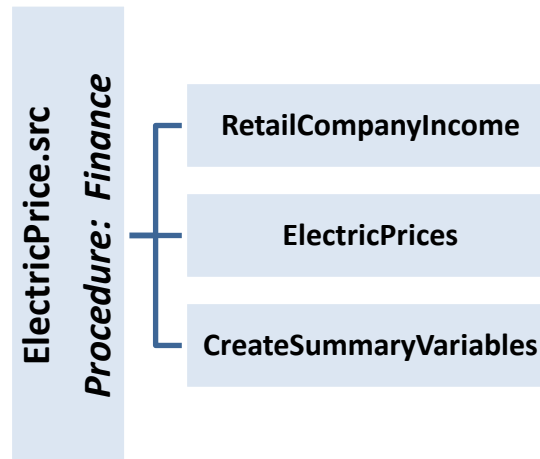 ElectricPrice.src
Procedure: Finance
RetailCompanyIncome
ElectricPrices
CreateSummaryVariables